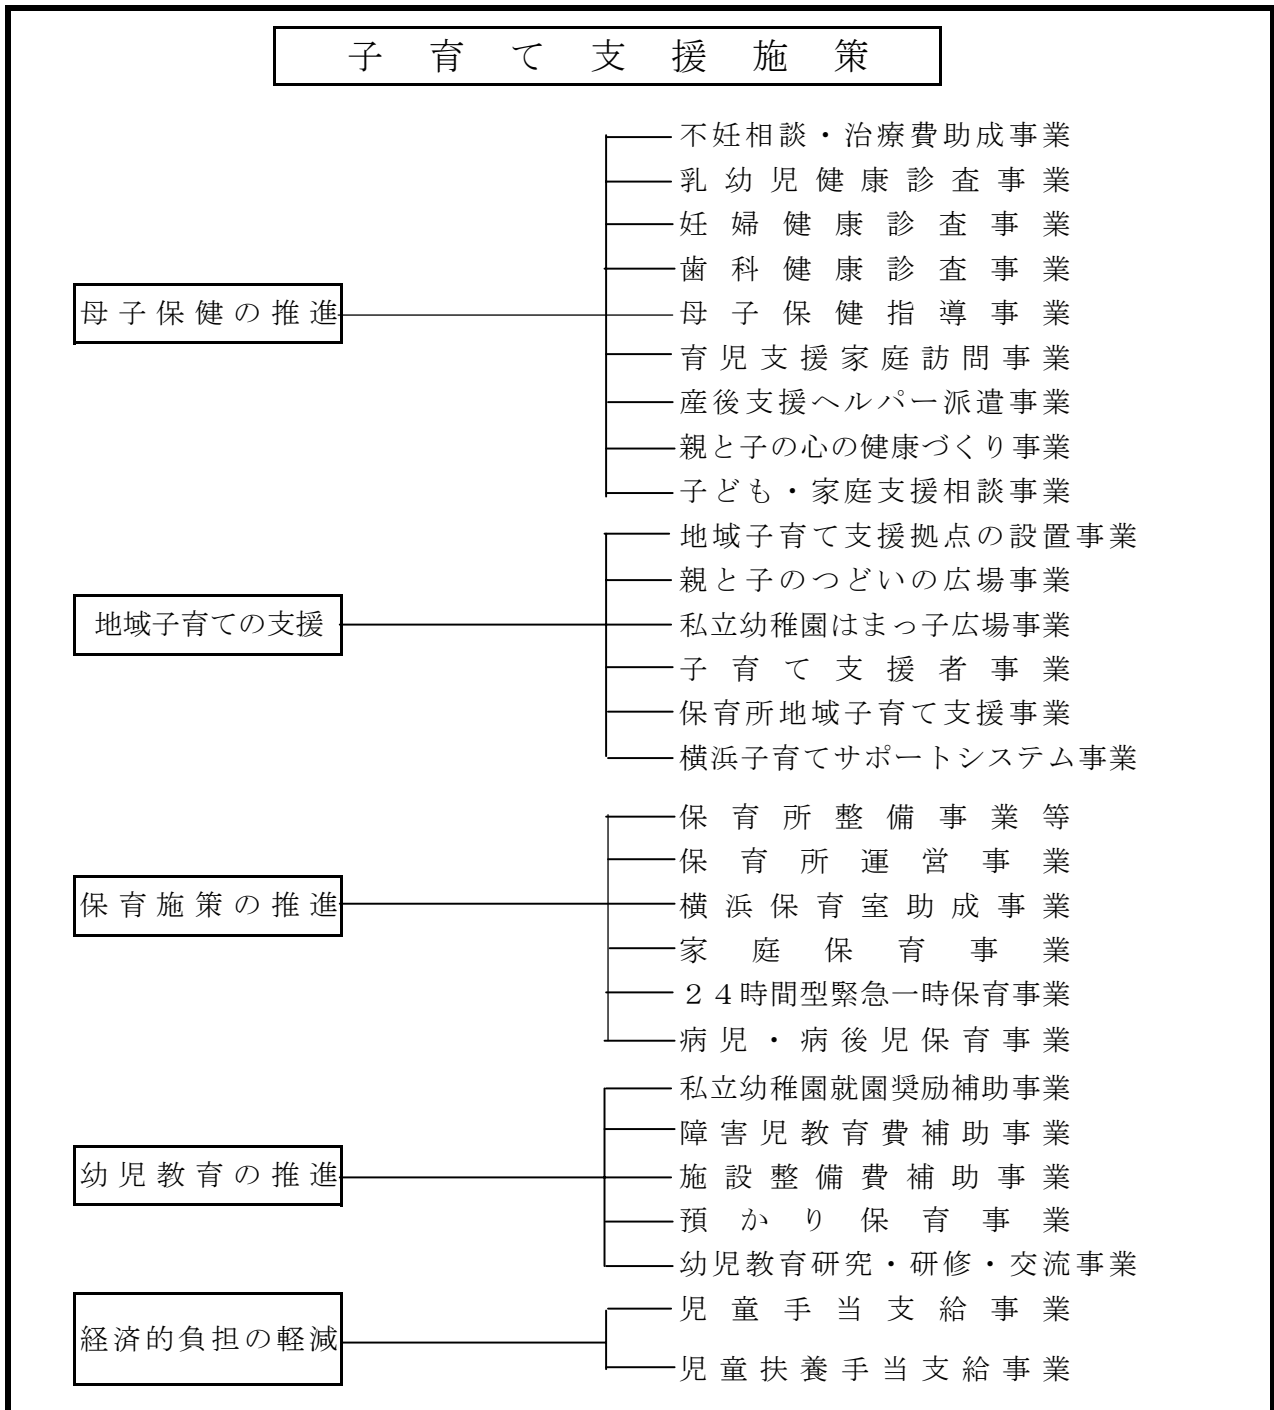 子育て支援施策
母子保健の推進
不妊相談・治療費助成事業
乳幼児健康診査事業
妊婦健康診査事業
歯科健康診査事業
母子保健指導事業
育児支援家庭訪問事業
産後支援ヘルパー派遣事業
親と子の心の健康づくり事業
子ども・家庭支援相談事業
地域子育ての支援
地域子育て支援拠点の設置事業
親と子のつどいの広場事業
私立幼稚園はまっ子広場事業
子育て支援者事業
保育所地域子育て支援事業
横浜子育てサポートシステム事業
保育施策の推進
保育所整備事業等
保育所運営事業
横浜保育室助成事業
家庭保育事業
２４時間型緊急一時保育事業
病児・病後児保育事業
幼児教育の推進
私立幼稚園就園奨励補助事業
障害児教育費補助事業
施設整備費補助事業
預かり保育事業
幼児教育研究・研修・交流事業
経済的負担の軽減
児童手当支給事業
児童扶養手当支給事業